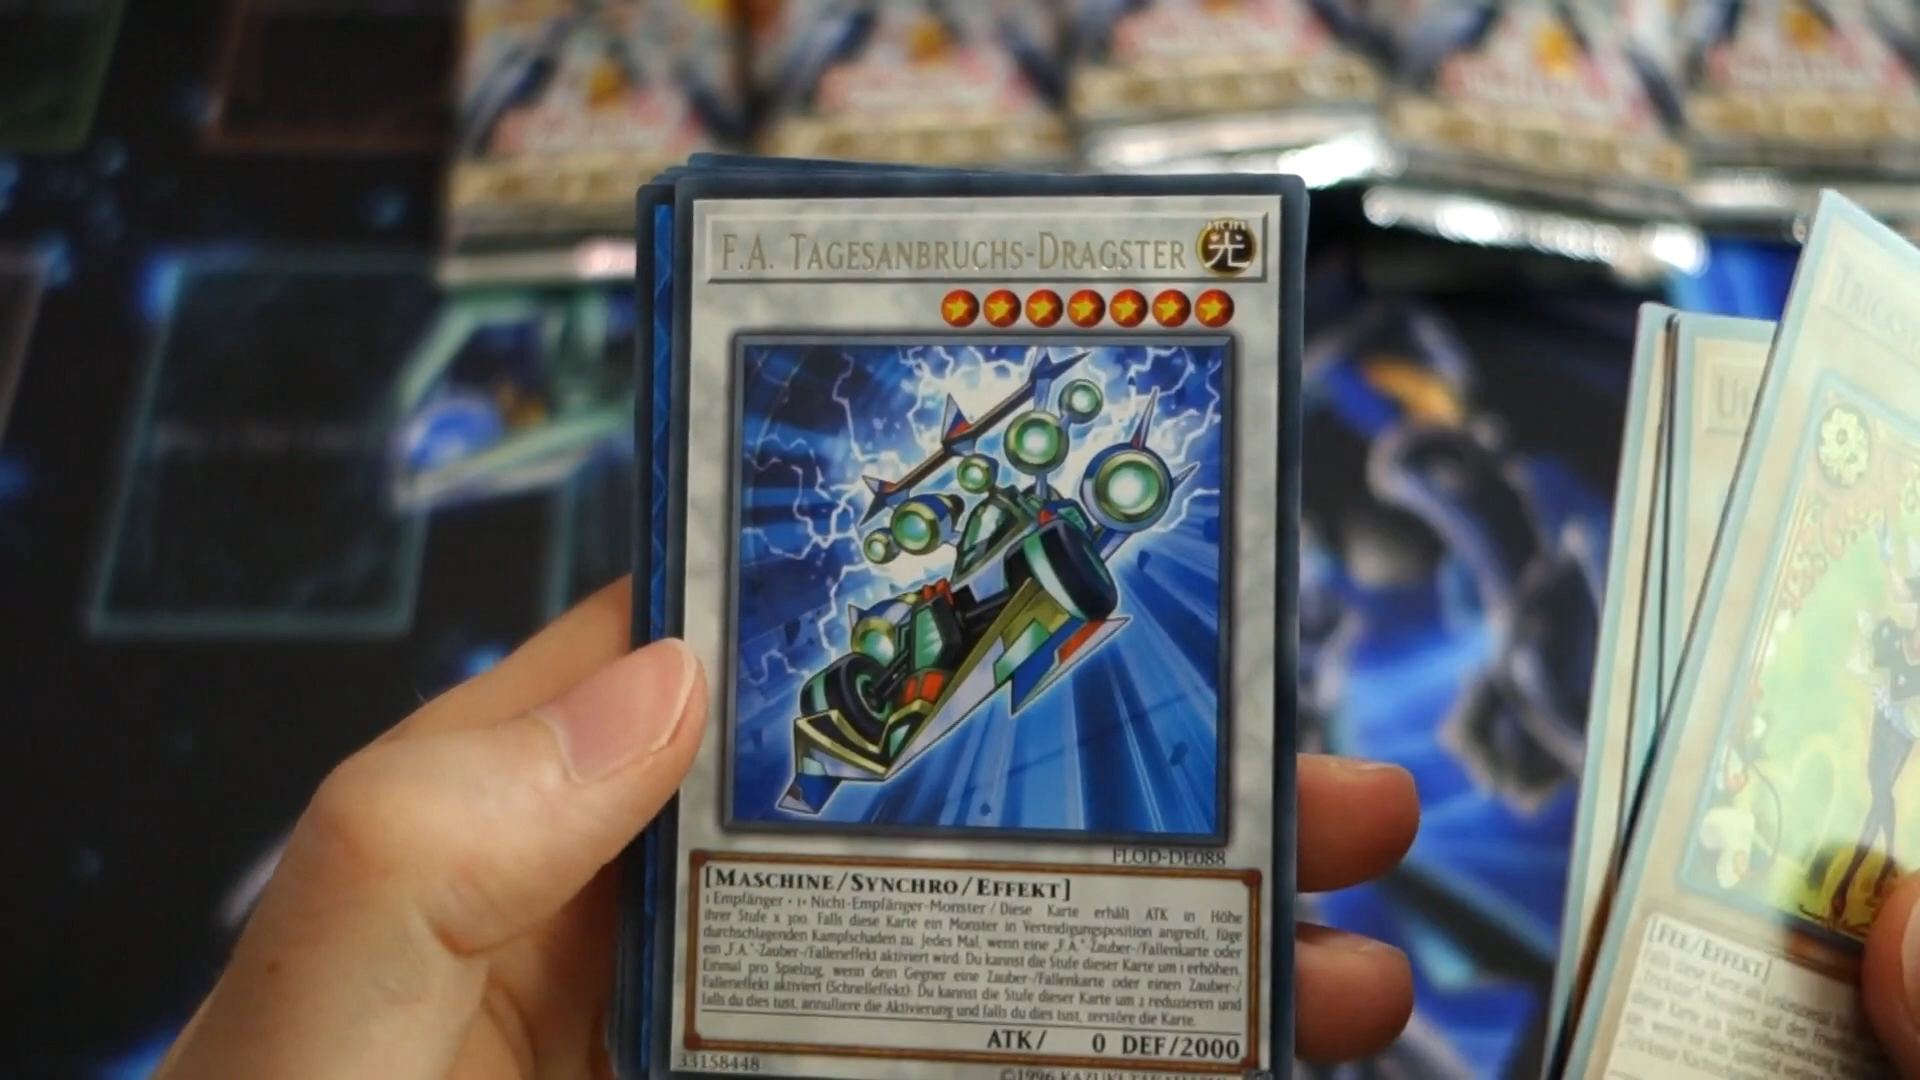 F.A. TAGESANBRUCHS-DRAGSTER
光
FLOD-DE088
[MASCHINE/SYNCHRO/EFFEKT]
1 Empfänger + 1+ Nicht-Empfänger-Monster / Diese Karte erhält ATK in Höhe
ihrer Stufe x 300. Falls diese Karte ein Monster in Verteidigungsposition angreift, füge
durchschlagenden Kampfschaden zu. Jedes Mal, wenn eine „F.A."-Zauber-/Fallenkarte oder
ein „F.A."-Zauber-/Falleneffekt aktiviert wird: Du kannst die Stufe dieser Karte um 1 erhöhen.
Einmal pro Spielzug, wenn dein Gegner eine Zauber-/Fallenkarte oder einen Zauber-/
Falleneffekt aktiviert (Schnelleffekt): Du kannst die Stufe dieser Karte um 2 reduzieren und
falls du dies tust, annulliere die Aktivierung und falls du dies tust, zerstöre die Karte.
ATK/ 0 DEF/2000
33158448
©1996 KAZUKI
[FEE/EFFEKT]